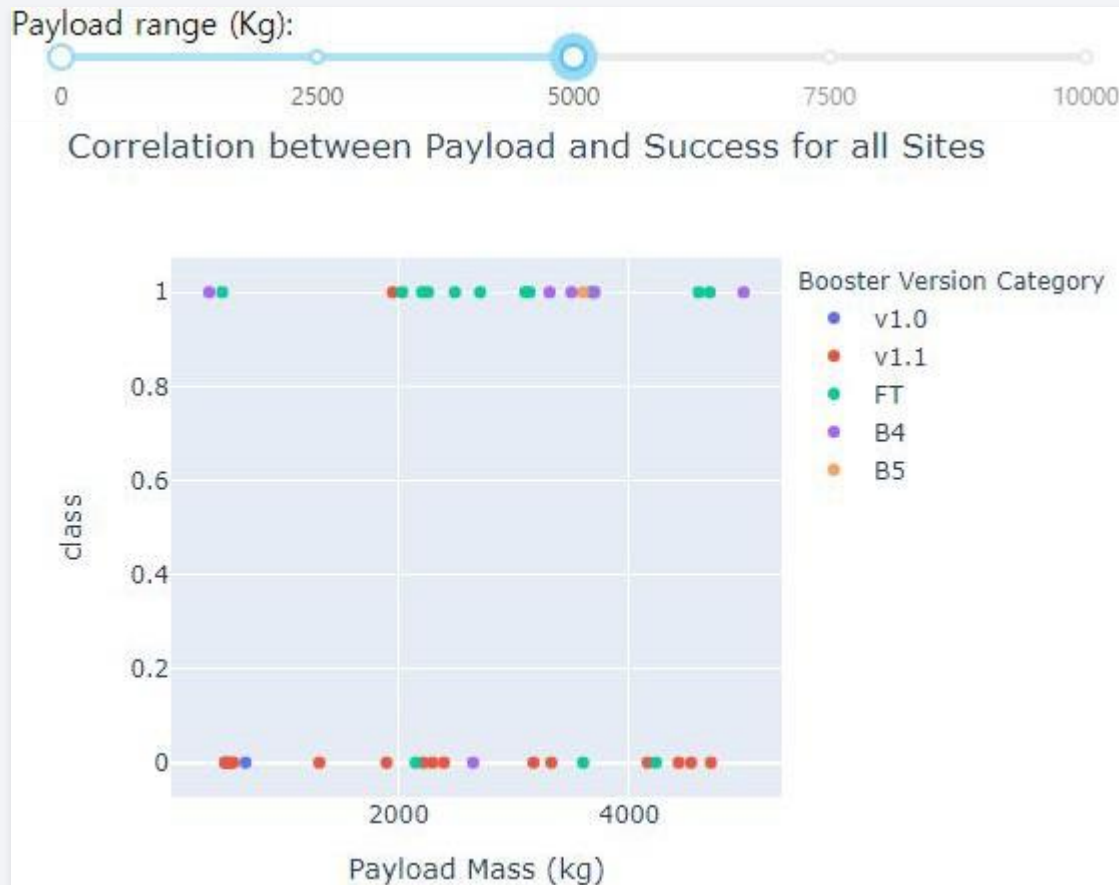 Payload range (Kg):
0 2500 5000 7500 10000
Correlation between Payload and Success for all Sites
Booster Version Category
v1.0
v1.1
FT
B4
B5
1
0.8
0.6
0.4
0.2
0
class
2000 4000
Payload Mass (kg)